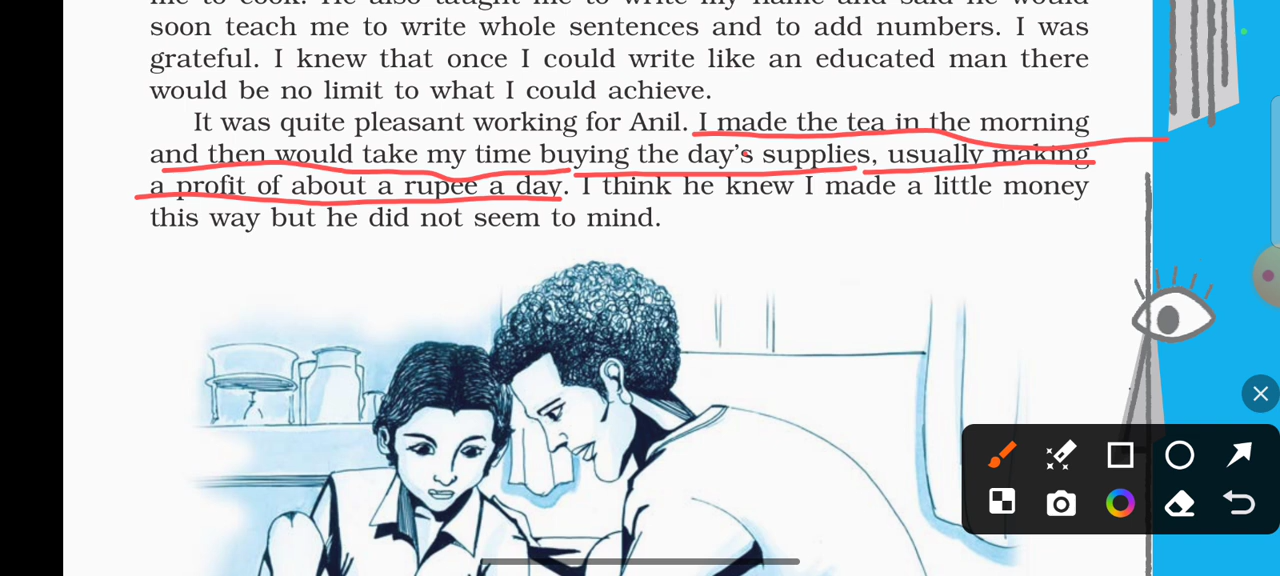 soon teach me to write whole sentences and to add numbers. I was
grateful. I knew that once I could write like an educated man there
would be no limit to what I could achieve.
It was quite pleasant working for Anil. I made the tea in the morning
and then would take my time buying the day's supplies, usually making
a profit of about a rupee a day. I think he knew I made a little money
this way but he did not seem to mind.